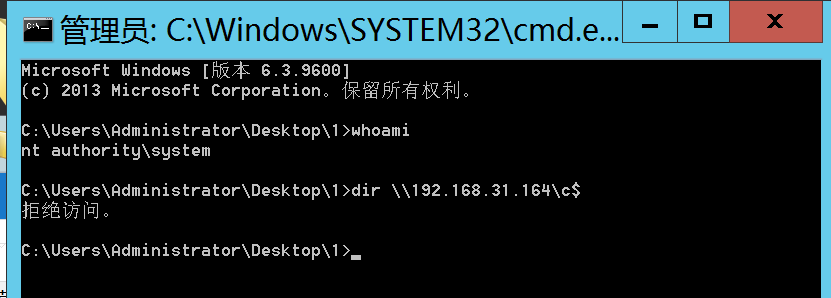 管理员: C:\Windows\SYSTEM32\cmd.e...
Microsoft Windows [版本 6.3.9600]
(c) 2013 Microsoft Corporation。保留所有权利。
C:\Users\Administrator\Desktop\1>whoami
nt authority\system
C:\Users\Administrator\Desktop\1>dir \\192.168.31.164\c$
拒绝访问。
C:\Users\Administrator\Desktop\1>